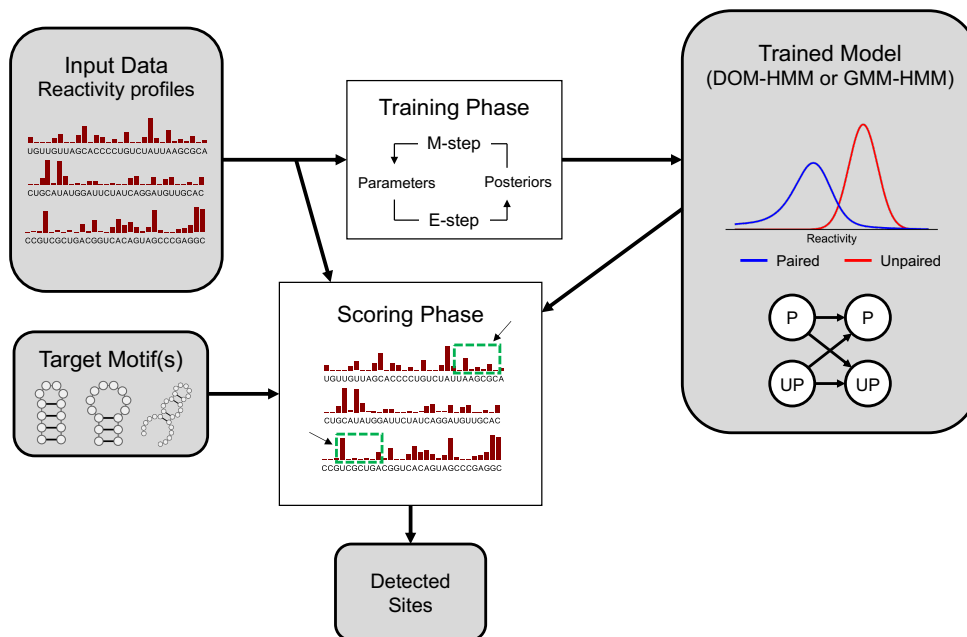 Input Data
Reactivity profiles
UGUUGUUAGCACCCCUGUCUAUUAAGCGCA
CUGCAUAUGGAUUCUAUCAGGAUGUUGCAC
CCGUCGCUGACGGUCACAGUAGCCCGAGGC
Training Phase
M-step
Parameters
Posteriors
E-step
Trained Model
(DOM-HMM or GMM-HMM)
Reactivity
Paired
Unpaired
P
P
UP
UP
Target Motif(s)
Scoring Phase
UGUUGUUAGCACCCCUGUCUAUUAAGCGCA
CUGCAUAUGGAUUCUAUCAGGAUGUUGCAC
CCGUCGCUGACGGUCACAGUAGCCCGAGGC
Detected
Sites